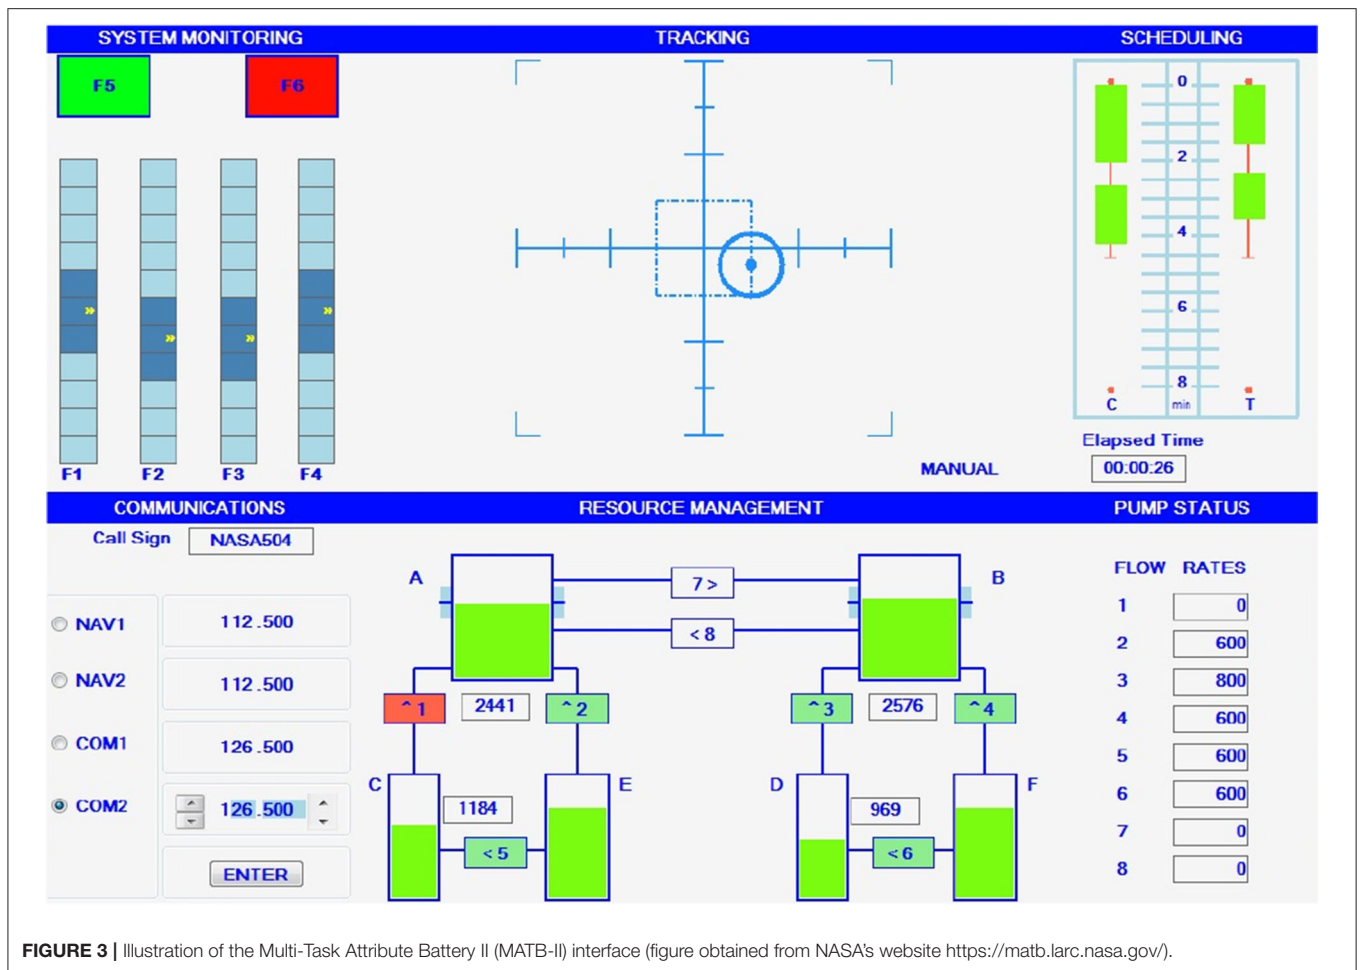 SYSTEM MONITORING
TRACKING
SCHEDULING
F5
F6
0
2
4
6
8
C
min
T
F1
F2
F3
F4
Elapsed Time
MANUAL
00:00:26
COMMUNICATIONS
RESOURCE MANAGEMENT
PUMP STATUS
Call Sign NASA504
NAV1 112.500
NAV2 112.500
COM1 126.500
COM2 126.500
ENTER
A
7 >
B
< 8
^ 1
2441
^ 2
^ 3
2576
^ 4
C
1184
E
D
969
F
< 5
< 6
FLOW RATES
1 0
2 600
3 800
4 600
5 600
6 600
7 0
8 0
FIGURE 3 | Illustration of the Multi-Task Attribute Battery II (MATB-II) interface (figure obtained from NASA's website https://matb.larc.nasa.gov/).